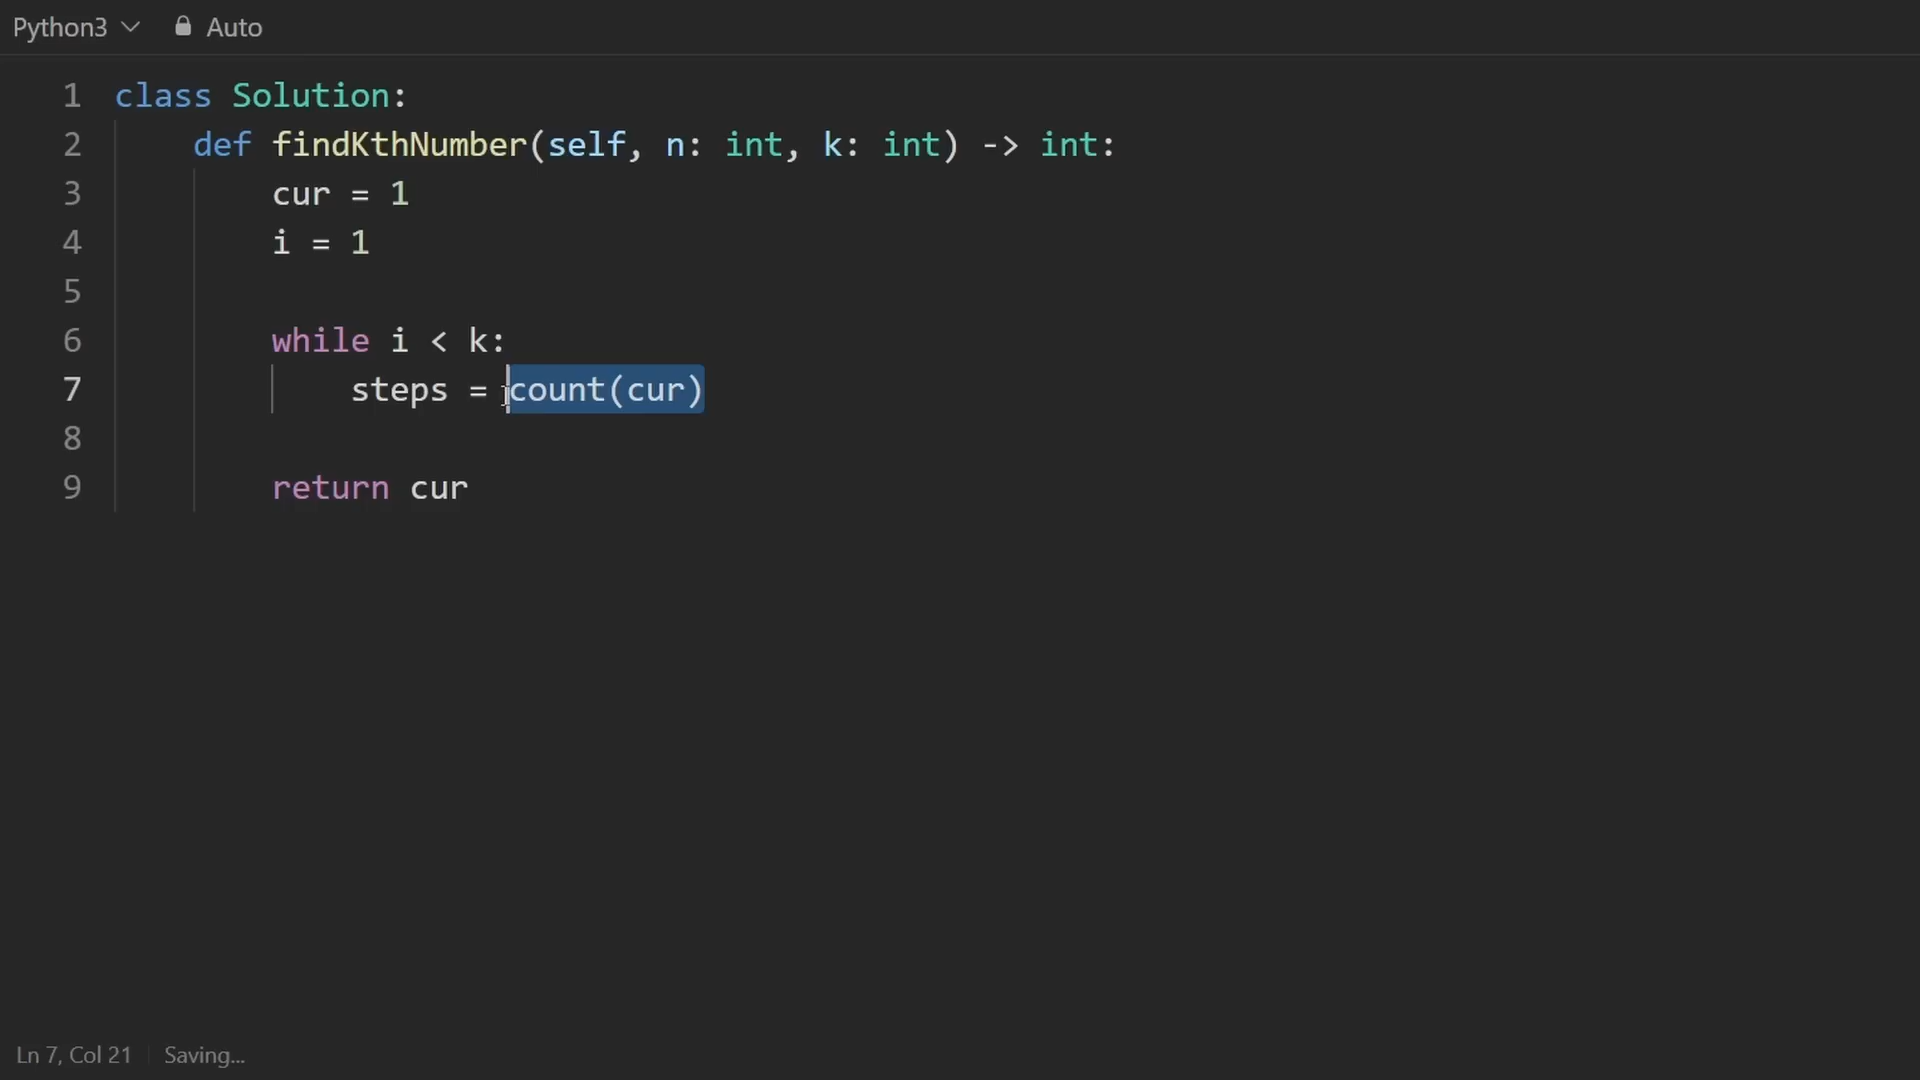 Python3 Auto
1 class Solution:
2 def findKthNumber(self, n: int, k: int) -> int:
3 cur = 1
4 i = 1
5
6 while i < k:
7 steps = count(cur)
8
9 return cur
Ln 7, Col 21 Saving...